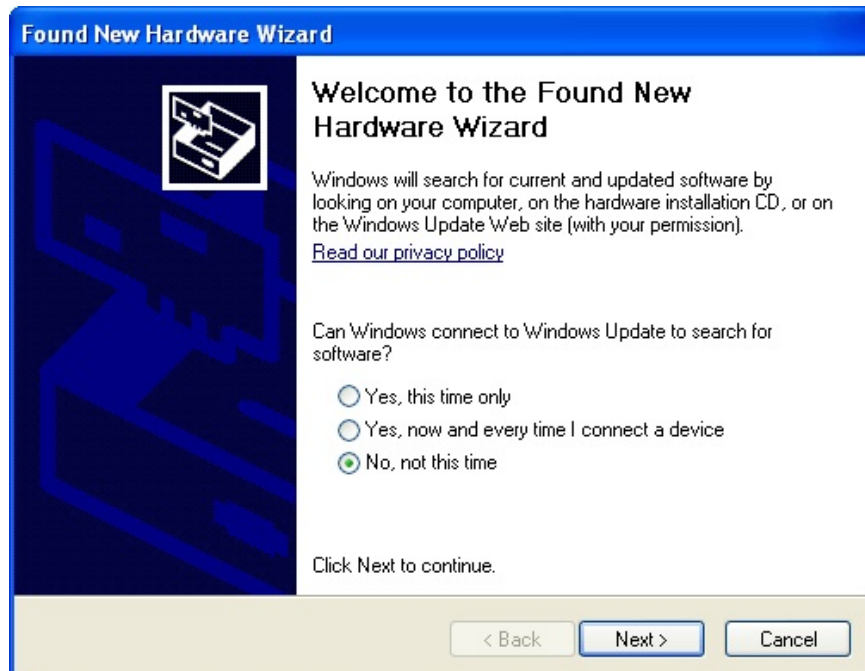 Found New Hardware Wizard
Welcome to the Found New
Hardware Wizard
Windows will search for current and updated software by
looking on your computer, on the hardware installation CD, or on
the Windows Update Web site (with your permission).
Read our privacy policy
Can Windows connect to Windows Update to search for
software?
Yes, this time only
Yes, now and every time I connect a device
No, not this time
Click Next to continue.
< Back Next > Cancel